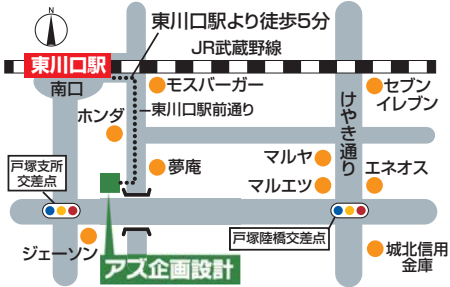 N
東川口駅より徒歩5分
JR武蔵野線
東川口駅
南口
モスバーガー
セブン
イレブン
東川口駅前通り
ホンダ
けやき通り
戸塚支所
交差点
夢庵
マルヤ
マルエツ
エネオス
ジェーソン
戸塚陸橋交差点
城北信用
金庫
アズ企画設計